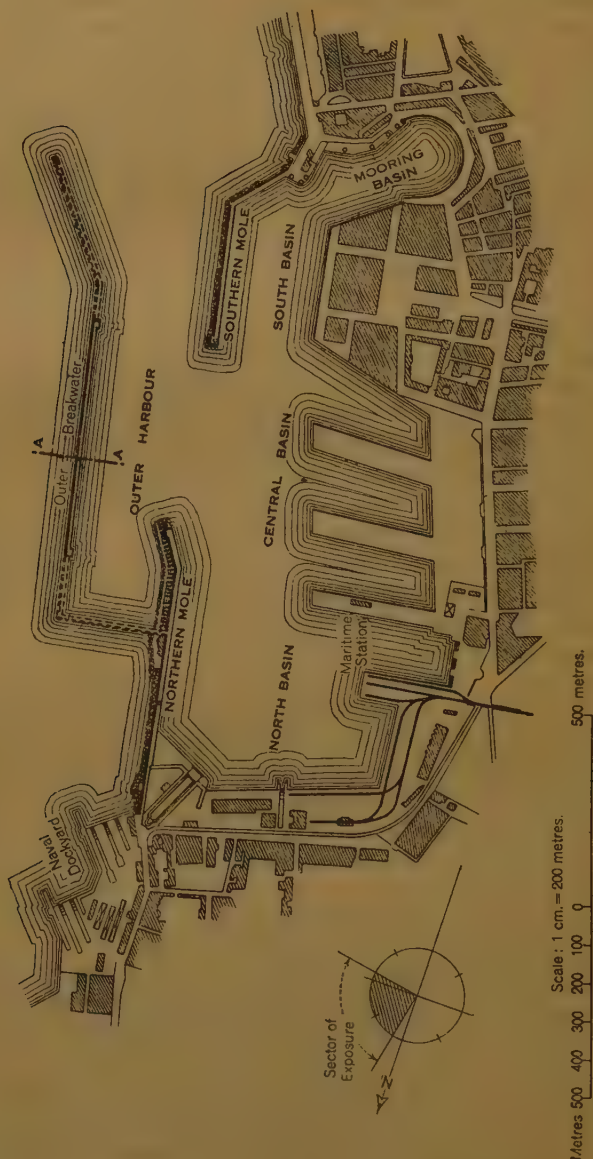 MOORING
BASIN
SOUTHERN MOLE
SOUTH BASIN
A
Outer Breakwater
A
OUTER HARBOUR
CENTRAL BASIN
NORTHERN MOLE
NORTH BASIN
Maritime
Station
Naval
Dockyard
Sector of
Exposure
N
Scale : 1 cm. = 200 metres.
Metres 500 400 300 200 100 0 500 metres.